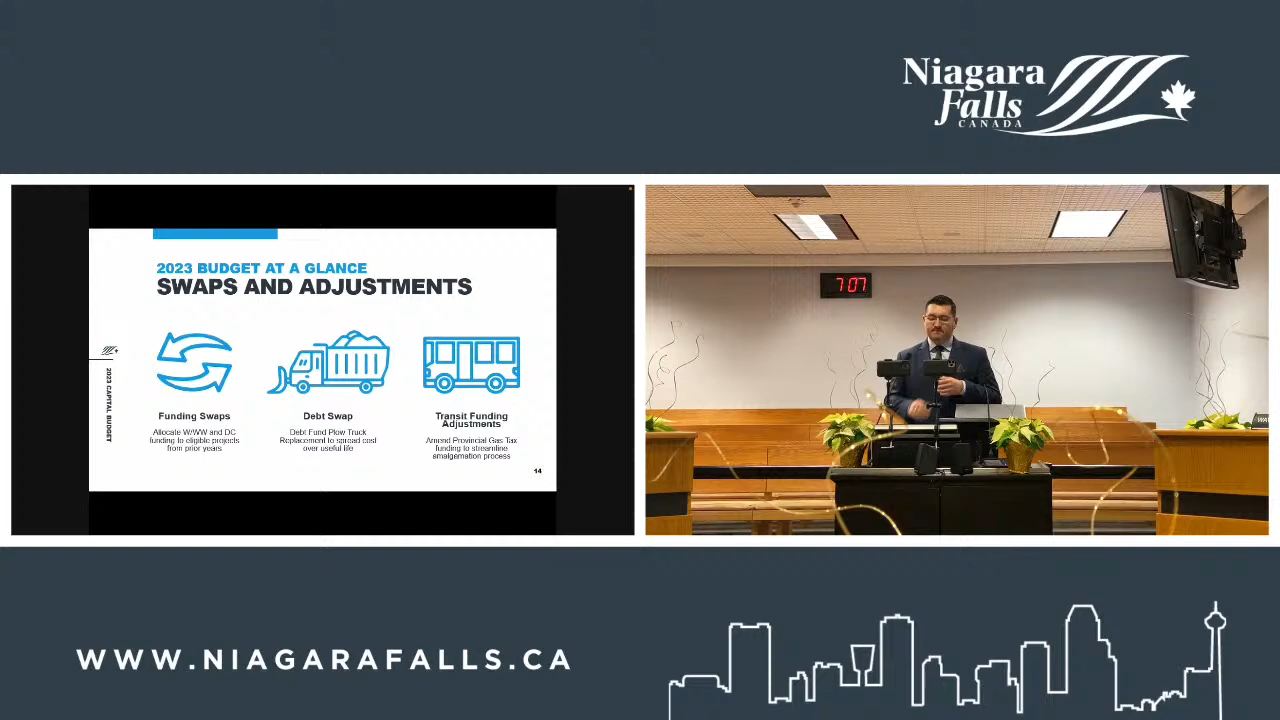 Niagara
Falls
CANADA
2023 BUDGET AT A GLANCE
SWAPS AND ADJUSTMENTS
2023 CAPITAL BUDGET
Funding Swaps
Allocate W/WW and DC
funding to eligible projects
from prior years
Debt Swap
Debt Fund Plow Truck
Replacement to spread cost
over useful life
Transit Funding
Adjustments
Amend Provincial Gas Tax
funding to streamline
amalgamation process
14
7:07
WWW.NIAGARAFALLS.CA